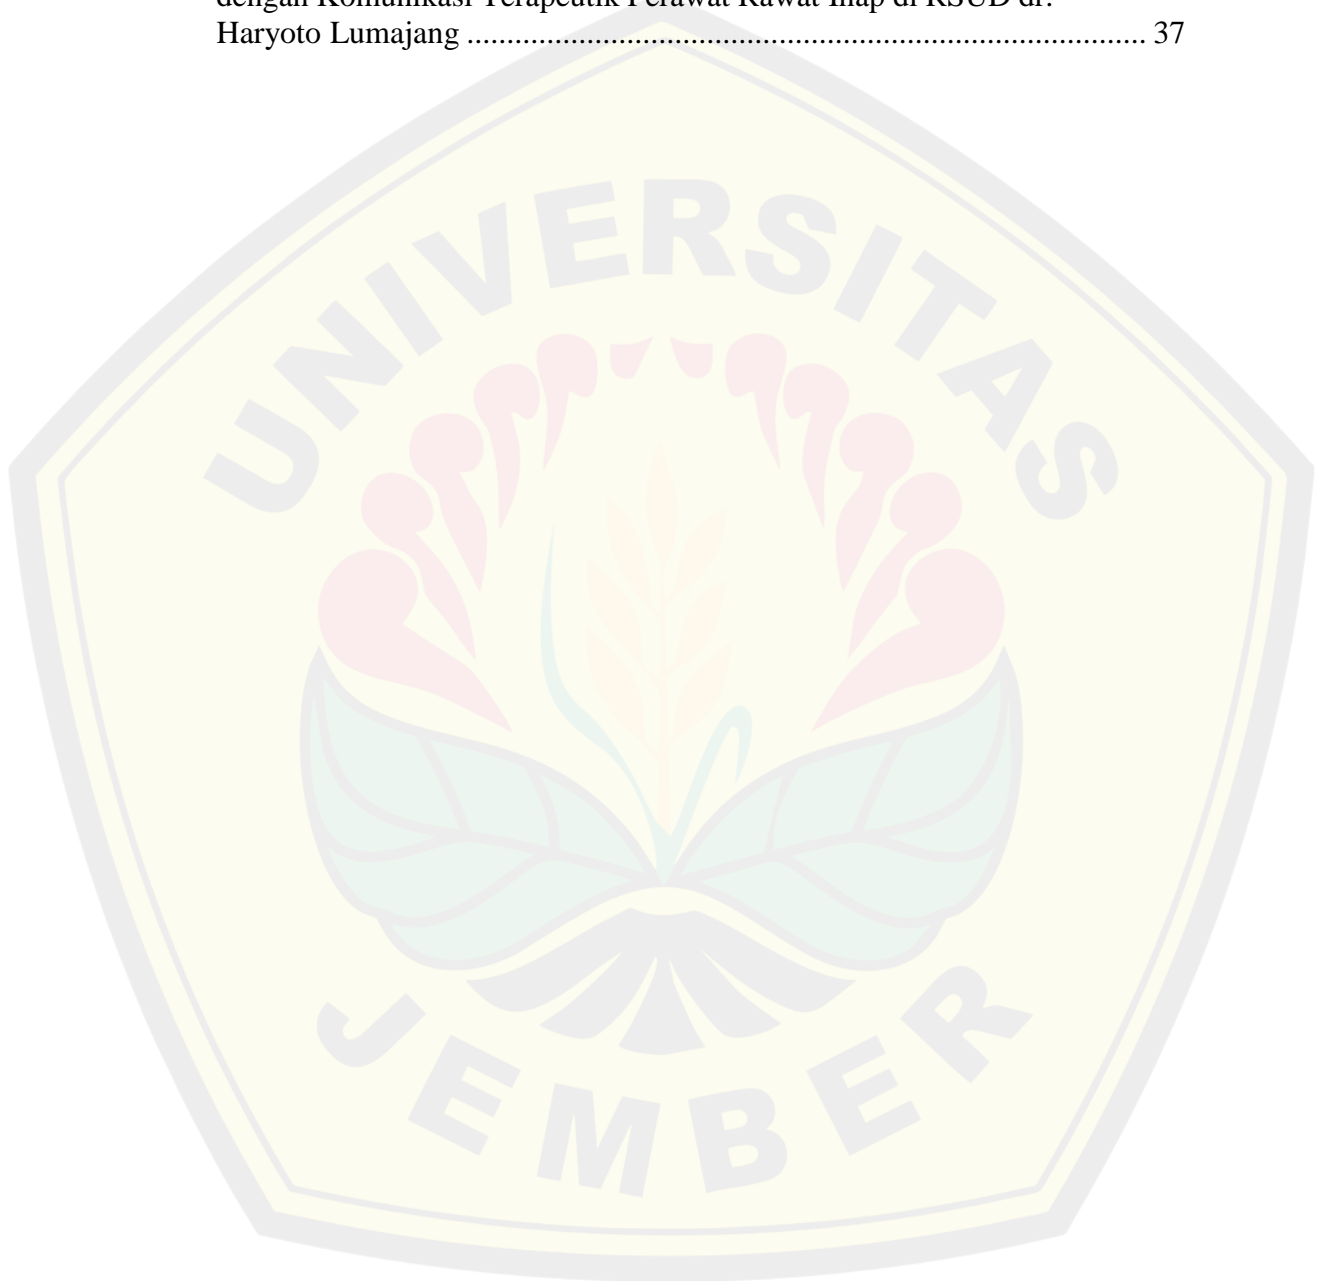 dengan Komunikasi Terapeutik Perawat Rawat Inap di RSUD dr.
Haryoto Lumajang ..................................................................................... 37
UNIVERSITAS
JEMBER